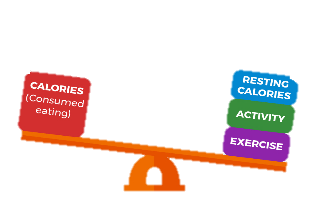 CALORIES
(Consumed
eating)
RESTING
CALORIES
ACTIVITY
EXERCISE